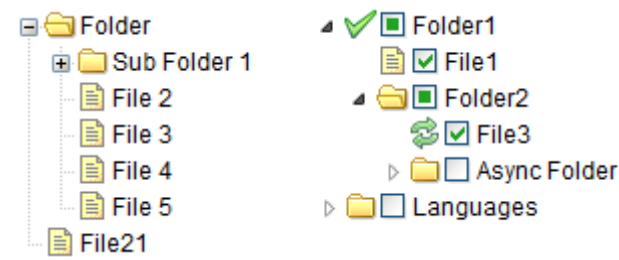 Folder
Sub Folder 1
File 2
File 3
File 4
File 5
File21
Folder1
File1
Folder2
File3
Async Folder
Languages